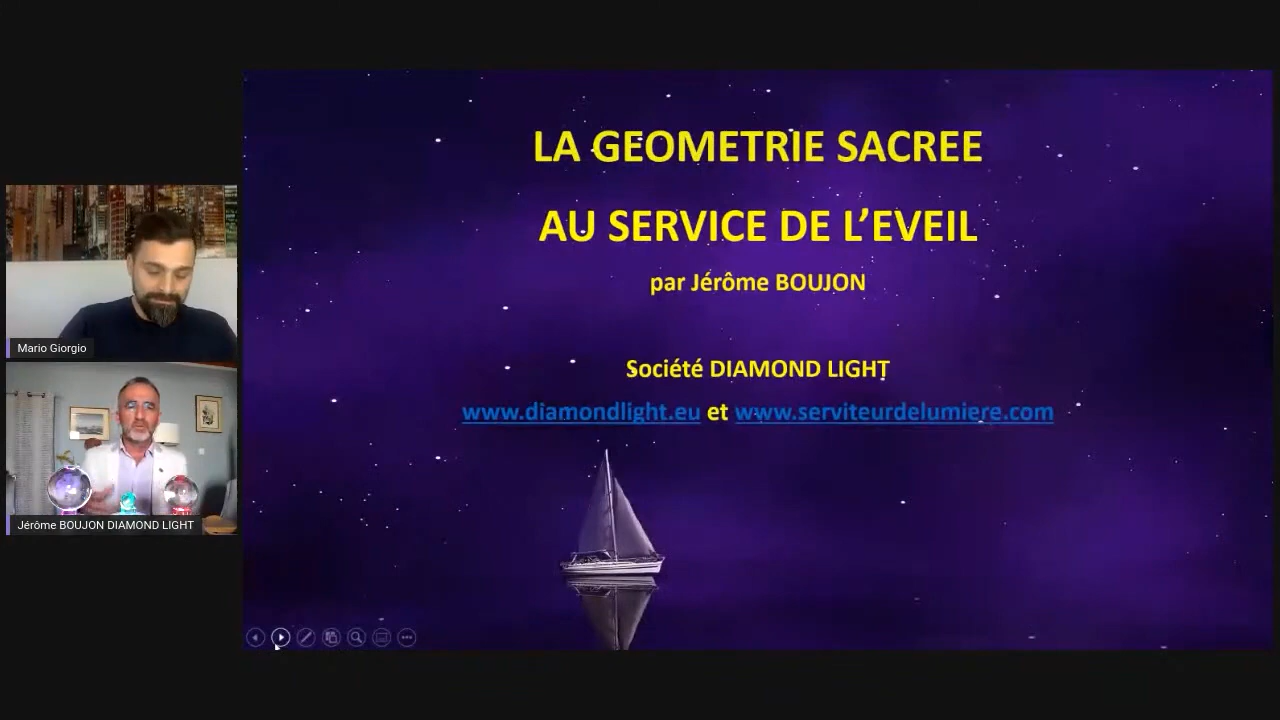 LA GEOMETRIE SACREE
AU SERVICE DE L'EVEIL
par Jérôme BOUJON
Société DIAMOND LIGHT
www.diamondlight.eu et www.serviteurdelumiere.com
Mario Giorgio
Jérôme BOUJON DIAMOND LIGHT